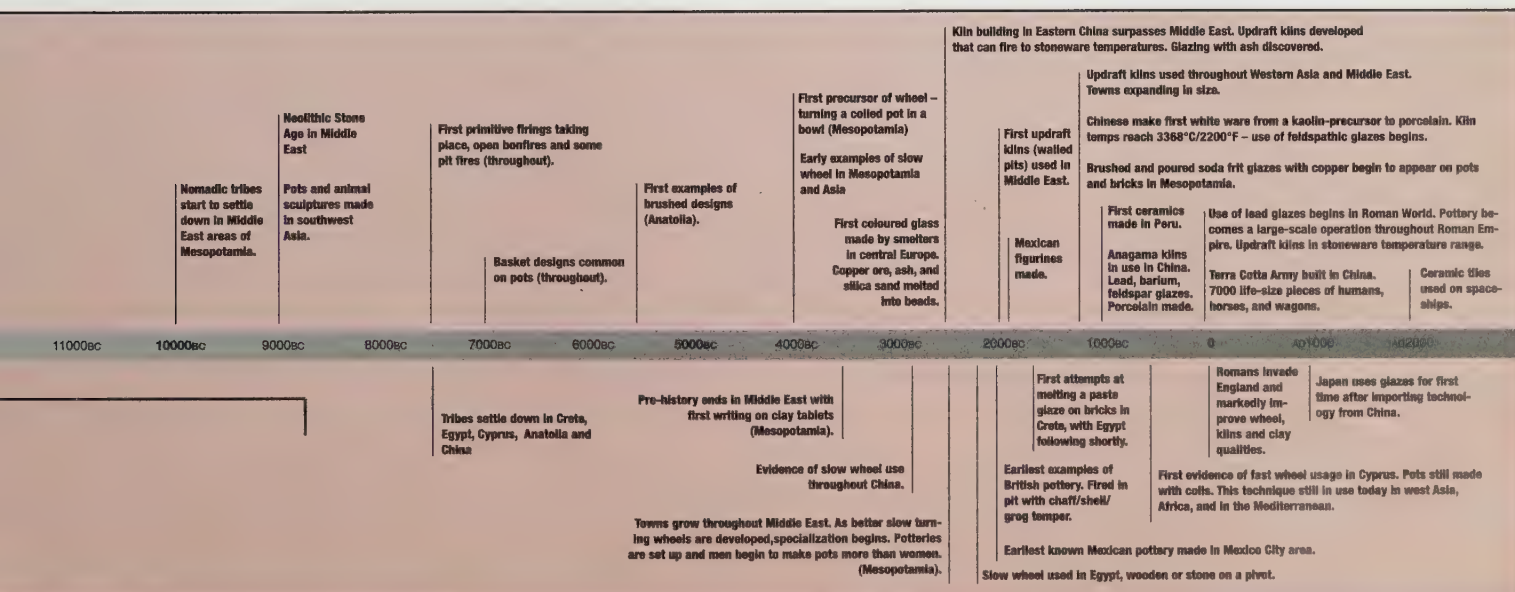 Kiln building in Eastern China surpasses Middle East. Updraft kilns developed
that can fire to stoneware temperatures. Glazing with ash discovered.
Updraft kilns used throughout Western Asia and Middle East.
Towns expanding in size.
Chinese make first white ware from a kaolin-precursor to porcelain. Kiln
temps reach 3368°C/2200°F – use of feldspathic glazes begins.
Brushed and poured soda frit glazes with copper begin to appear on pots
and bricks in Mesopotamia.
First precursor of wheel –
turning a coiled pot in a
bowl (Mesopotamia)
Early examples of slow
wheel in Mesopotamia
and Asia
First coloured glass
made by smelters
in central Europe.
Copper ore, ash, and
silica sand melted
into beads.
Neolithic Stone
Age in Middle
East
Pots and animal
sculptures made
in southwest
Asia.
First primitive firings taking
place, open bonfires and some
pit fires (throughout).
First updraft
kilns (walled
pits) used in
Middle East.
Nomadic tribes
start to settle
down in Middle
East areas of
Mesopotamia.
First examples of
brushed designs
(Anatolia).
Basket designs common
on pots (throughout).
Mexican
figurines
made.
First ceramics
made in Peru.
Anagama kilns
in use in China.
Lead, barium,
feldspar glazes.
Porcelain made.
Use of lead glazes begins in Roman World. Pottery be-
comes a large-scale operation throughout Roman Em-
pire. Updraft kilns in stoneware temperature range.
Terra Cotta Army built in China.
7000 life-size pieces of humans,
horses, and wagons.
Ceramic tiles
used on space-
ships.
11000BC 10000BC 9000BC 8000BC 7000BC 6000BC 5000BC 4000BC 3000BC 2000BC 1000BC 0 AD1000 AD2000
Tribes settle down in Crete,
Egypt, Cyprus, Anatolia and
China
Pre-history ends in Middle East with
first writing on clay tablets
(Mesopotamia).
Evidence of slow wheel use
throughout China.
Towns grow throughout Middle East. As better slow turn-
ing wheels are developed,specialization begins. Potteries
are set up and men begin to make pots more than women.
(Mesopotamia).
First attempts at
melting a paste
glaze on bricks in
Crete, with Egypt
following shortly.
Earliest examples of
British pottery. Fired in
pit with chaff/shell/
grog temper.
Earliest known Mexican pottery made in Mexico City area.
Slow wheel used in Egypt, wooden or stone on a pivot.
Romans invade
England and
markedly im-
prove wheel,
kilns and clay
qualities.
Japan uses glazes for first
time after importing technol-
ogy from China.
First evidence of fast wheel usage in Cyprus. Pots still made
with coils. This technique still in use today in west Asia,
Africa, and in the Mediterranean.